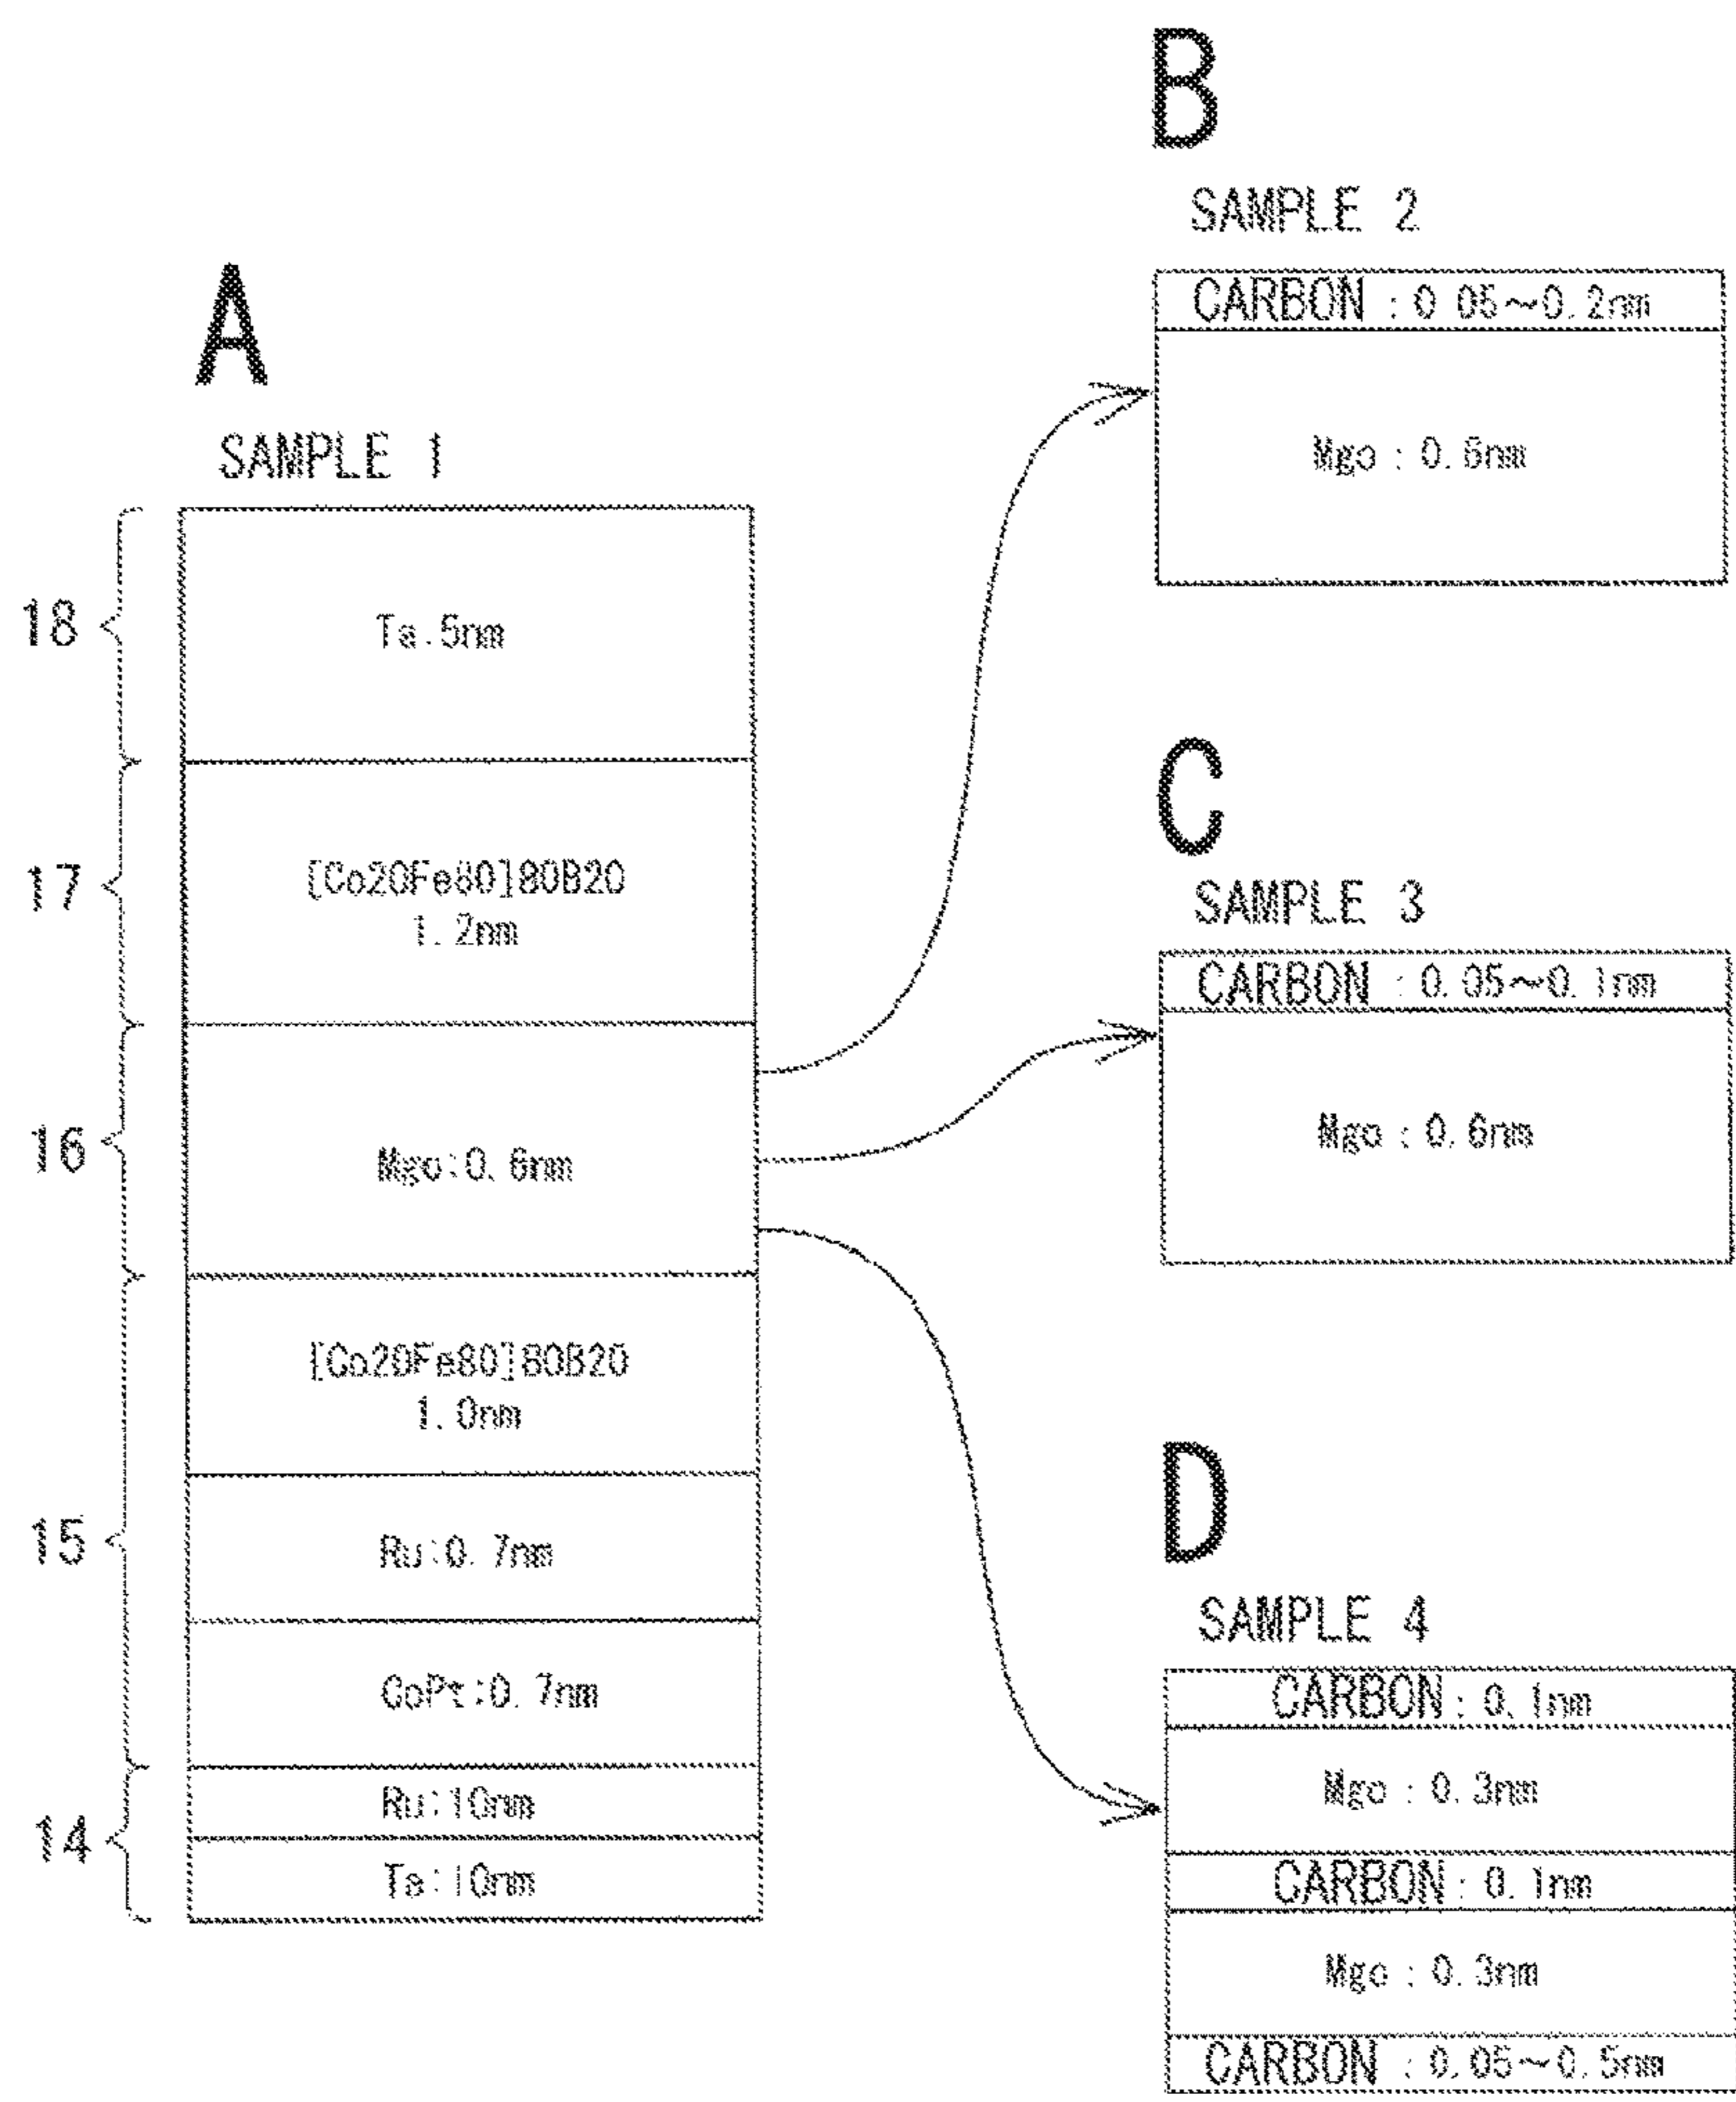 A
SAMPLE 1
18
Ta:5nm
17
[Co20Fe80]80B20
1.2nm
16
Mgo:0.6nm
15
[Co20Fe80]80B20
1.0nm
Ru:0.7nm
CoPt:0.7nm
14
Ru:10nm
Ta:10nm
B
SAMPLE 2
CARBON : 0.05~0.2nm
Mgo : 0.6nm
C
SAMPLE 3
CARBON : 0.05~0.1nm
Mgo : 0.6nm
D
SAMPLE 4
CARBON : 0.1nm
Mgo : 0.3nm
CARBON : 0.1nm
Mgo : 0.3nm
CARBON : 0.05~0.5nm